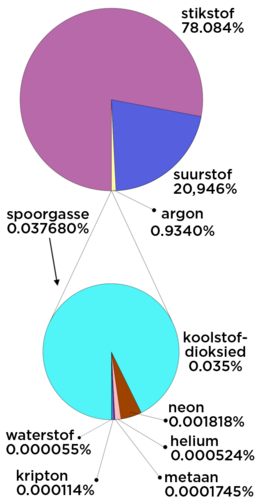 stikstof
78.084%
suurstof
20,946%
argon
0.9340%
spoorgasse
0.037680%
koolstof-
dioksied
0.035%
neon
0.001818%
helium
0.000524%
metaan
0.0001745%
kripton
0.000114%
waterstof
0.000055%